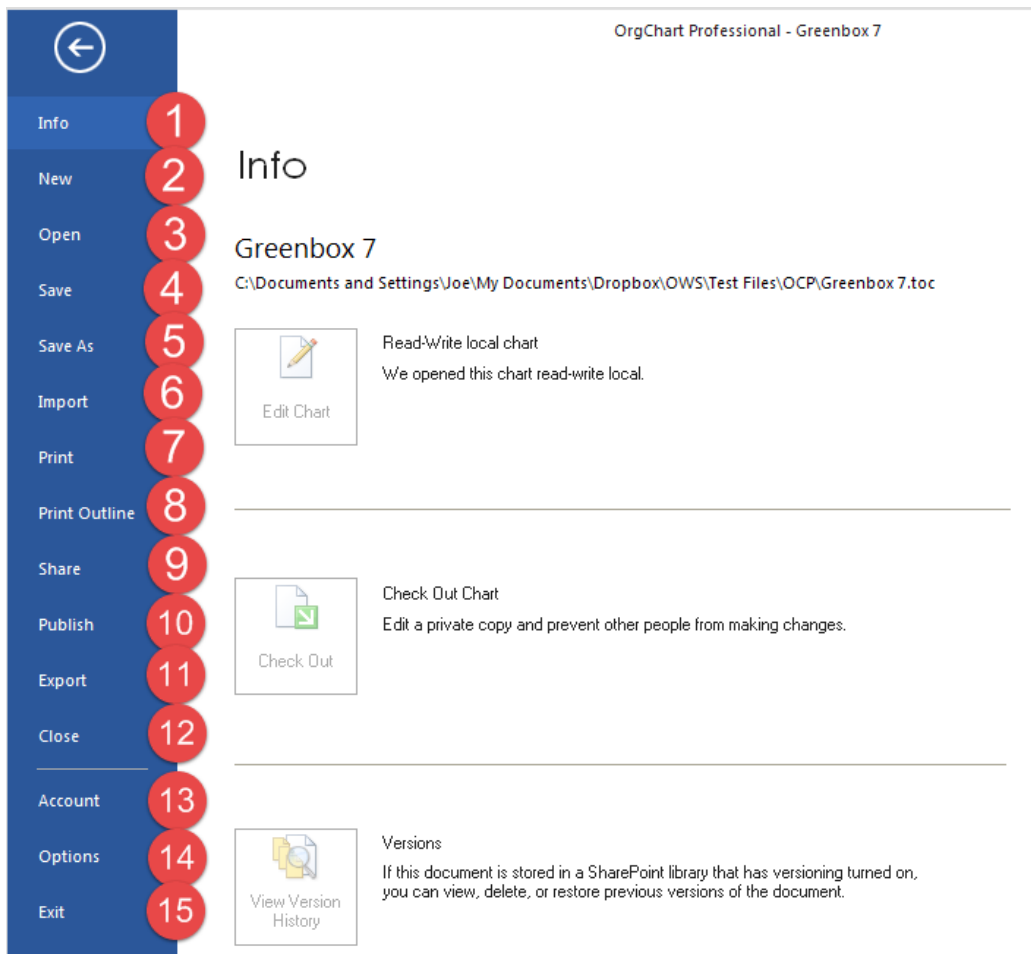 OrgChart Professional - Greenbox 7
Info 1
New 2
Open 3
Save 4
Save As 5
Import 6
Print 7
Print Outline 8
Share 9
Publish 10
Export 11
Close 12
Account 13
Options 14
Exit 15
Info
Greenbox 7
C:\Documents and Settings\Joe\My Documents\Dropbox\OWS\Test Files\OCP\Greenbox 7.toc
Edit Chart
Read-Write local chart
We opened this chart read-write local.
Check Out
Check Out Chart
Edit a private copy and prevent other people from making changes.
View Version
History
Versions
If this document is stored in a SharePoint library that has versioning turned on,
you can view, delete, or restore previous versions of the document.